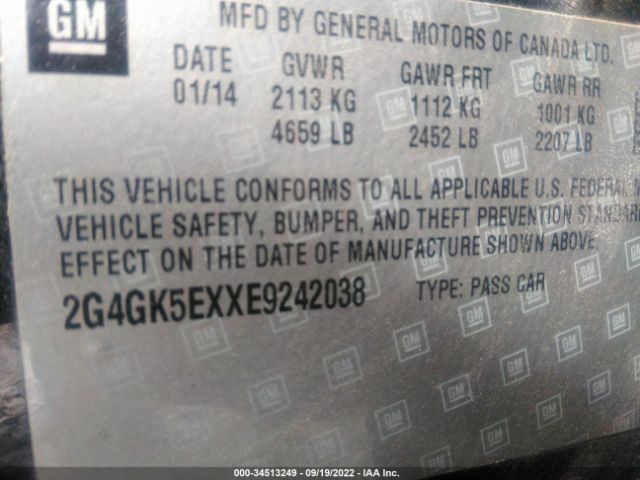 GM
MFD BY GENERAL MOTORS OF CANADA LTD.
DATE GVWR GAWR FRT GAWR RR
01/14 2113 KG 1112 KG 1001 KG
4659 LB 2452 LB 2207 LB
THIS VEHICLE CONFORMS TO ALL APPLICABLE U.S. FEDERAL
VEHICLE SAFETY, BUMPER, AND THEFT PREVENTION STANDAR
EFFECT ON THE DATE OF MANUFACTURE SHOWN ABOVE.
2G4GK5EXXE9242038 TYPE: PASS CAR
000-34513249 - 09/19/2022 - IAA Inc.